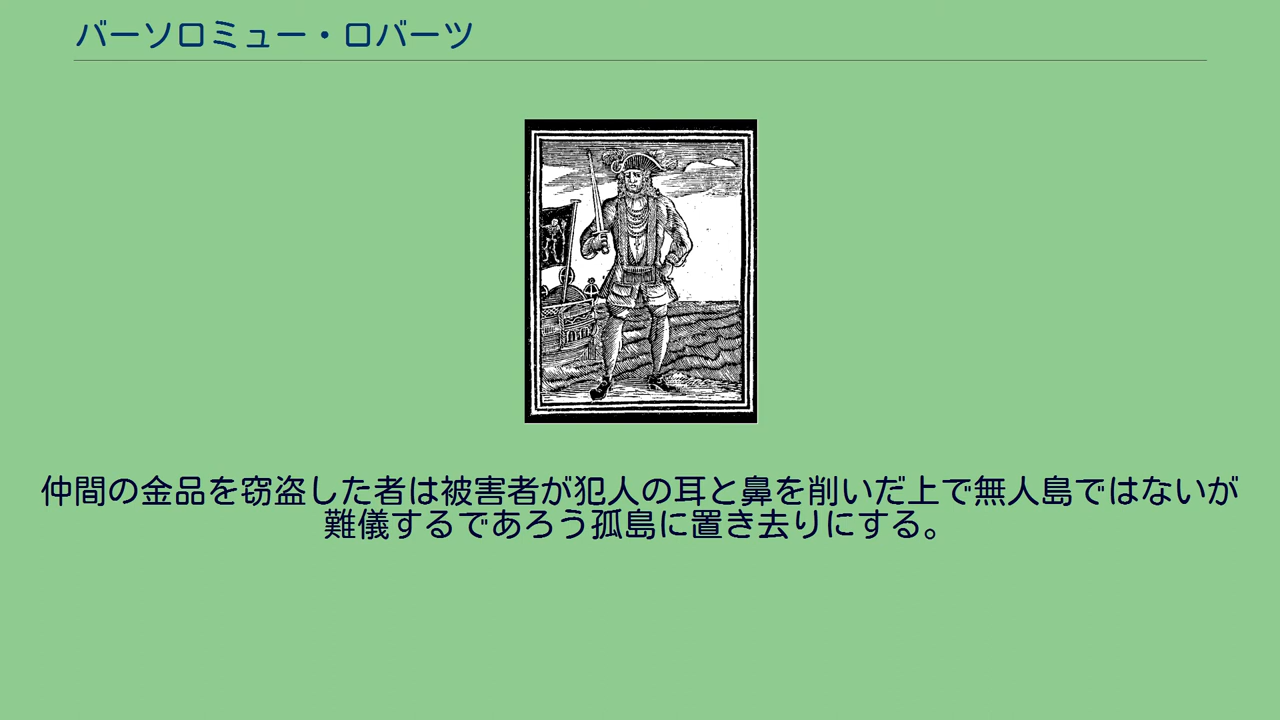 バーソロミュー・ロバーツ
仲間の金品を窃盗した者は被害者が犯人の耳と鼻を削いだ上で無人島ではないが
難儀するであろう孤島に置き去りにする。